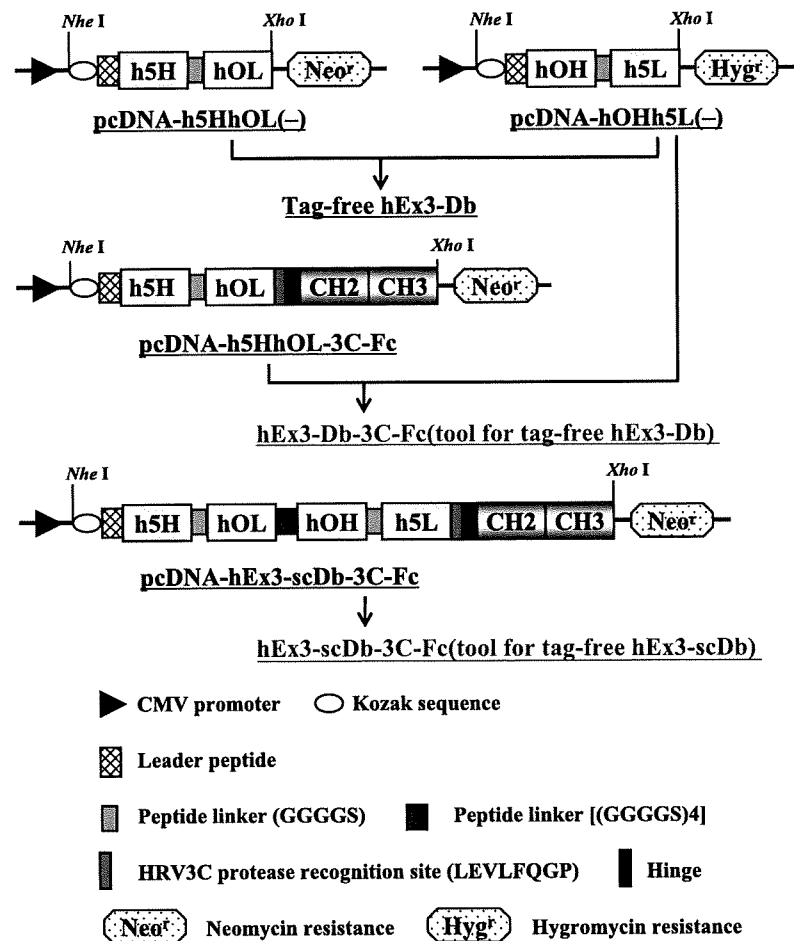 Nhe I Xho I Nhe I Xho I
h5H hOL Neoʳ hOH h5L Hygʳ
pcDNA-h5HhOL(–) pcDNA-hOHh5L(–)
Tag-free hEx3-Db
Nhe I Xho I
h5H hOL CH2 CH3 Neoʳ
pcDNA-h5HhOL-3C-Fc
hEx3-Db-3C-Fc(tool for tag-free hEx3-Db)
Nhe I Xho I
h5H hOL hOH h5L CH2 CH3 Neoʳ
pcDNA-hEx3-scDb-3C-Fc
hEx3-scDb-3C-Fc(tool for tag-free hEx3-scDb)
CMV promoter Kozak sequence
Leader peptide
Peptide linker (GGGGS) Peptide linker [(GGGGS)4]
HRV3C protease recognition site (LEVLFQGP) Hinge
Neoʳ Neomycin resistance Hygʳ Hygromycin resistance